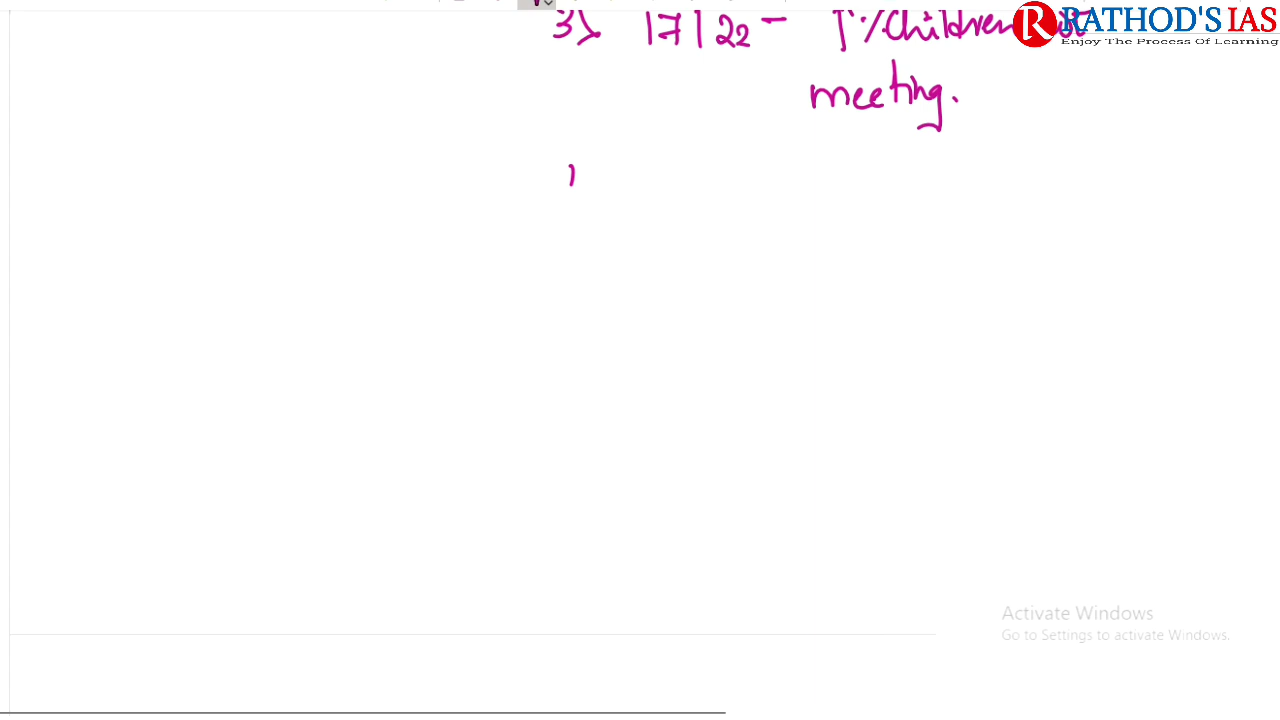 3) 17/22 - % children
RATHOD'S IAS
Enjoy The Process Of Learning
meeting.
Activate Windows
Go to Settings to activate Windows.